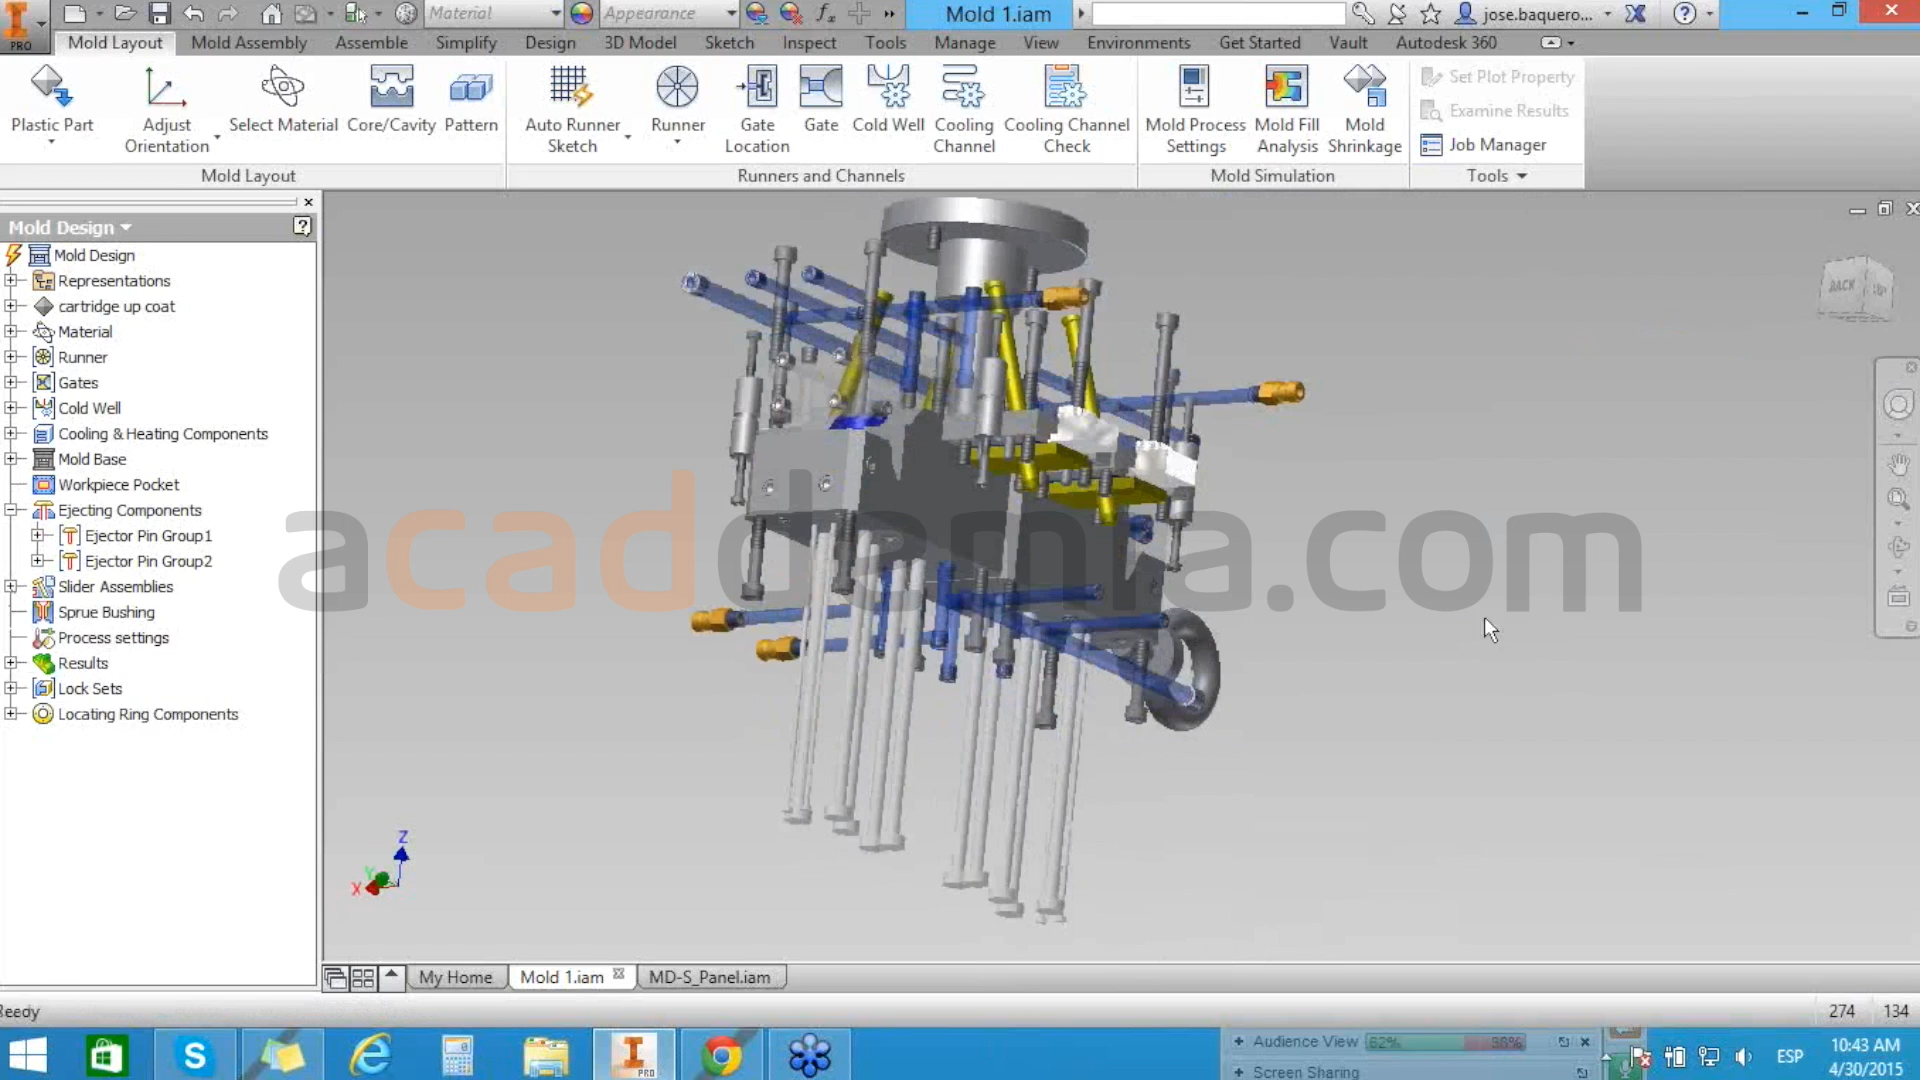 Material
Appearance
Mold 1.iam
jose.baquero...
PRO
Mold Layout
Mold Assembly
Assemble
Simplify
Design
3D Model
Sketch
Inspect
Tools
Manage
View
Environments
Get Started
Vault
Autodesk 360
Plastic Part
Adjust Orientation
Select Material
Core/Cavity
Pattern
Auto Runner Sketch
Runner
Gate Location
Gate
Cold Well
Cooling Channel
Cooling Channel Check
Mold Process Settings
Mold Fill Analysis
Mold Shrinkage
Set Plot Property
Examine Results
Job Manager
Mold Layout
Runners and Channels
Mold Simulation
Tools
Mold Design
Mold Design
Representations
cartridge up coat
Material
Runner
Gates
Cold Well
Cooling & Heating Components
Mold Base
Workpiece Pocket
Ejecting Components
Ejector Pin Group1
Ejector Pin Group2
Slider Assemblies
Sprue Bushing
Process settings
Results
Lock Sets
Locating Ring Components
BACK
acaddemia.com
Z
Y
X
My Home
Mold 1.iam
MD-S_Panel.iam
Ready
274
134
Audience View
62%
98%
Screen Sharing
ESP
10:43 AM
4/30/2015